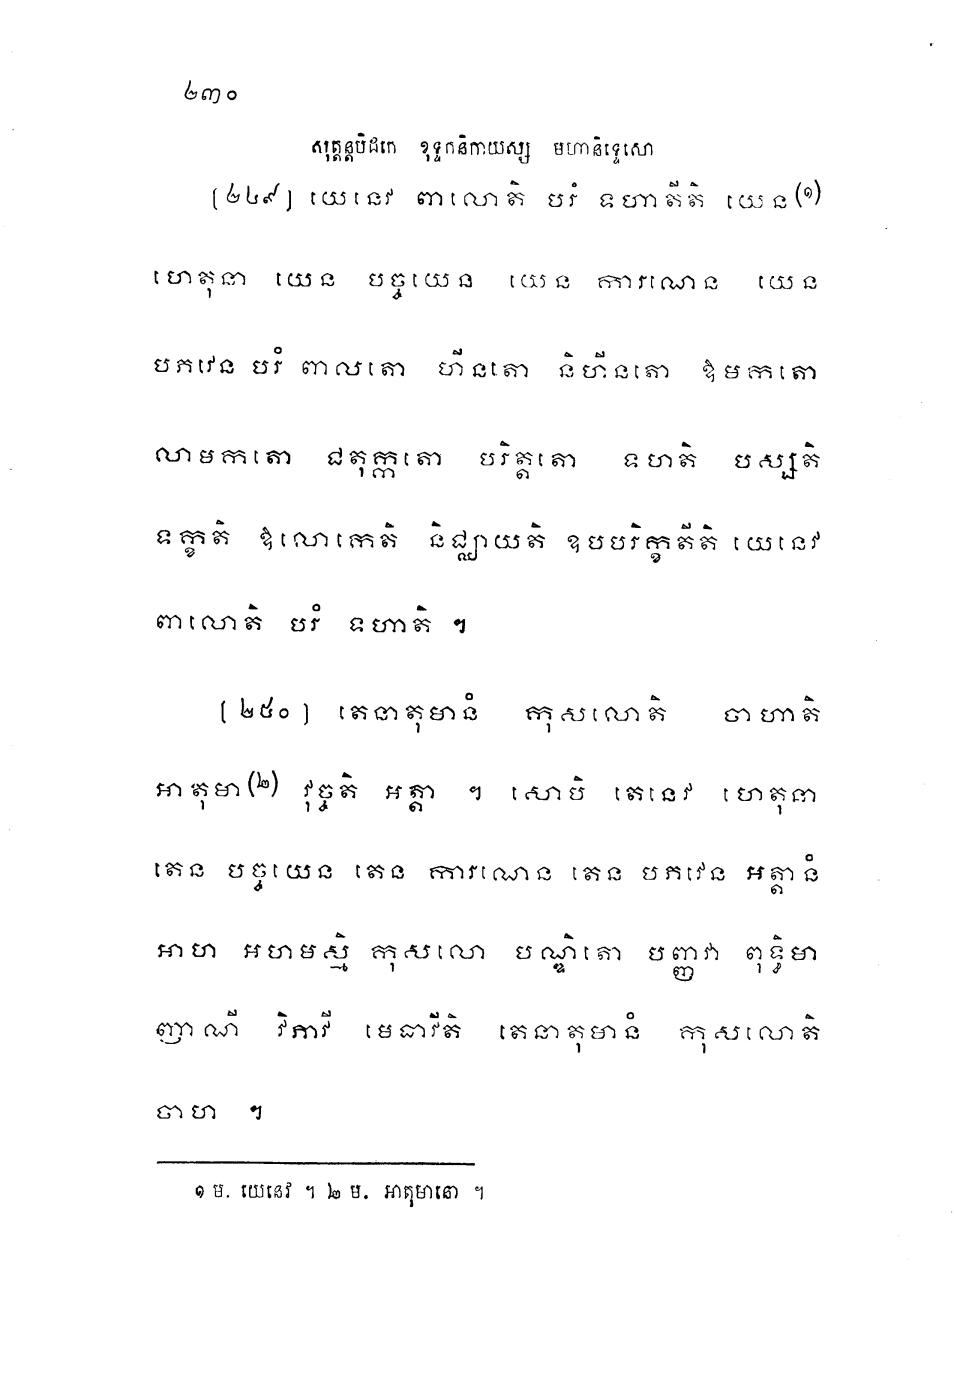 ២៣០
សុត្តន្តបិដកេ ខុទ្ទកនិកាយស្ស មហានិទ្ទេសោ
[២៤៩] យេនេវ ពាលោតិ បរំ ទហាតីតិ យេន(១)
ហេតុនា យេន បច្ចយេន យេន ការណេន យេន
បភវេន បរំ ពាលតោ ហីនតោ និហីនតោ ឱមកតោ
លាមកតោ ជតុក្កតោ បរិត្តតោ ទហតិ បស្សតិ
ទក្ខតិ ឱលោកេតិ និជ្ឈាយតិ ឧបបរិក្ខតីតិ យេនេវ
ពាលោតិ បរំ ទហាតិ ។
[២៥០] តេនាតុមានំ កុសលោតិ ចាហាតិ
អាតុមា(២) វុច្ចតិ អត្តា ។ សោបិ តេនេវ ហេតុនា
តេន បច្ចយេន តេន ការណេន តេន បភវេន អត្តានំ
អាហ អហមស្មិ កុសលោ បណ្ឌិតោ បញ្ញវា ពុទ្ធិមា
ញាណី វិភាវី មេធាវីតិ តេនាតុមានំ កុសលោតិ
ចាហ ។
១ ម. យេនេវ ។ ២ ម. អាតុមានោ ។